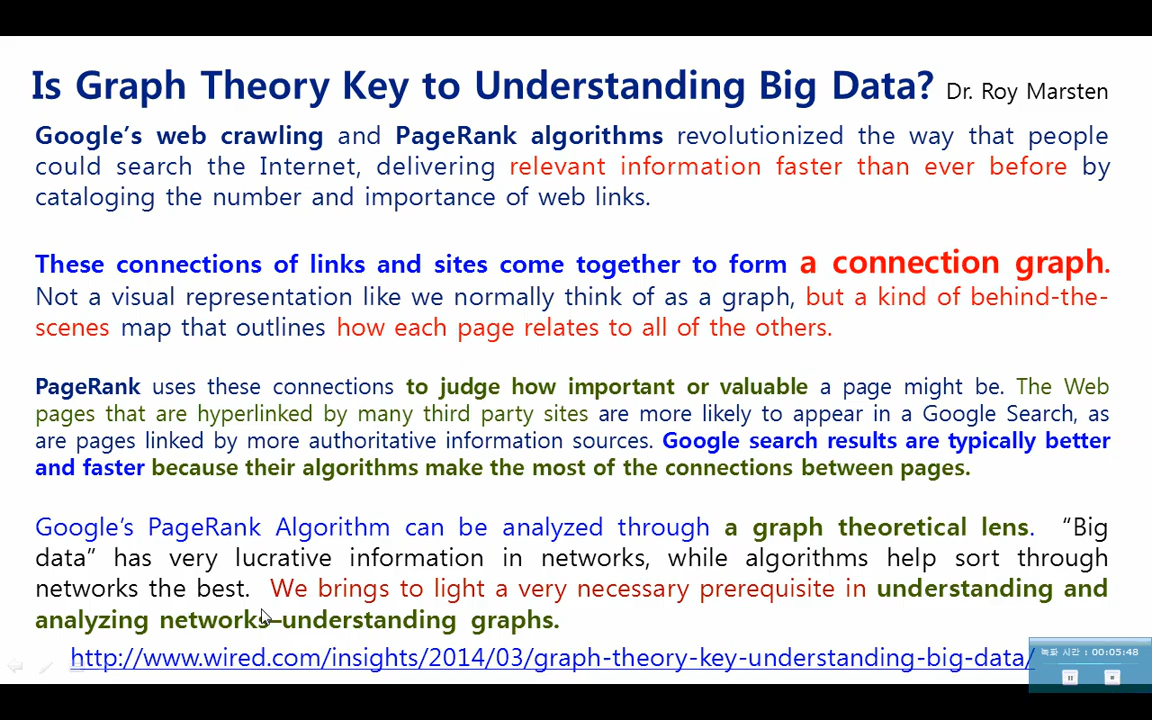 Is Graph Theory Key to Understanding Big Data? Dr. Roy Marsten
Google’s web crawling and PageRank algorithms revolutionized the way that people
could search the Internet, delivering relevant information faster than ever before by
cataloging the number and importance of web links.
These connections of links and sites come together to form a connection graph.
Not a visual representation like we normally think of as a graph, but a kind of behind-the-
scenes map that outlines how each page relates to all of the others.
PageRank uses these connections to judge how important or valuable a page might be. The Web
pages that are hyperlinked by many third party sites are more likely to appear in a Google Search, as
are pages linked by more authoritative information sources. Google search results are typically better
and faster because their algorithms make the most of the connections between pages.
Google’s PageRank Algorithm can be analyzed through a graph theoretical lens. “Big
data” has very lucrative information in networks, while algorithms help sort through
networks the best. We brings to light a very necessary prerequisite in understanding and
analyzing networks–understanding graphs.
http://www.wired.com/insights/2014/03/graph-theory-key-understanding-big-data/
녹화 시간 : 00:05:48